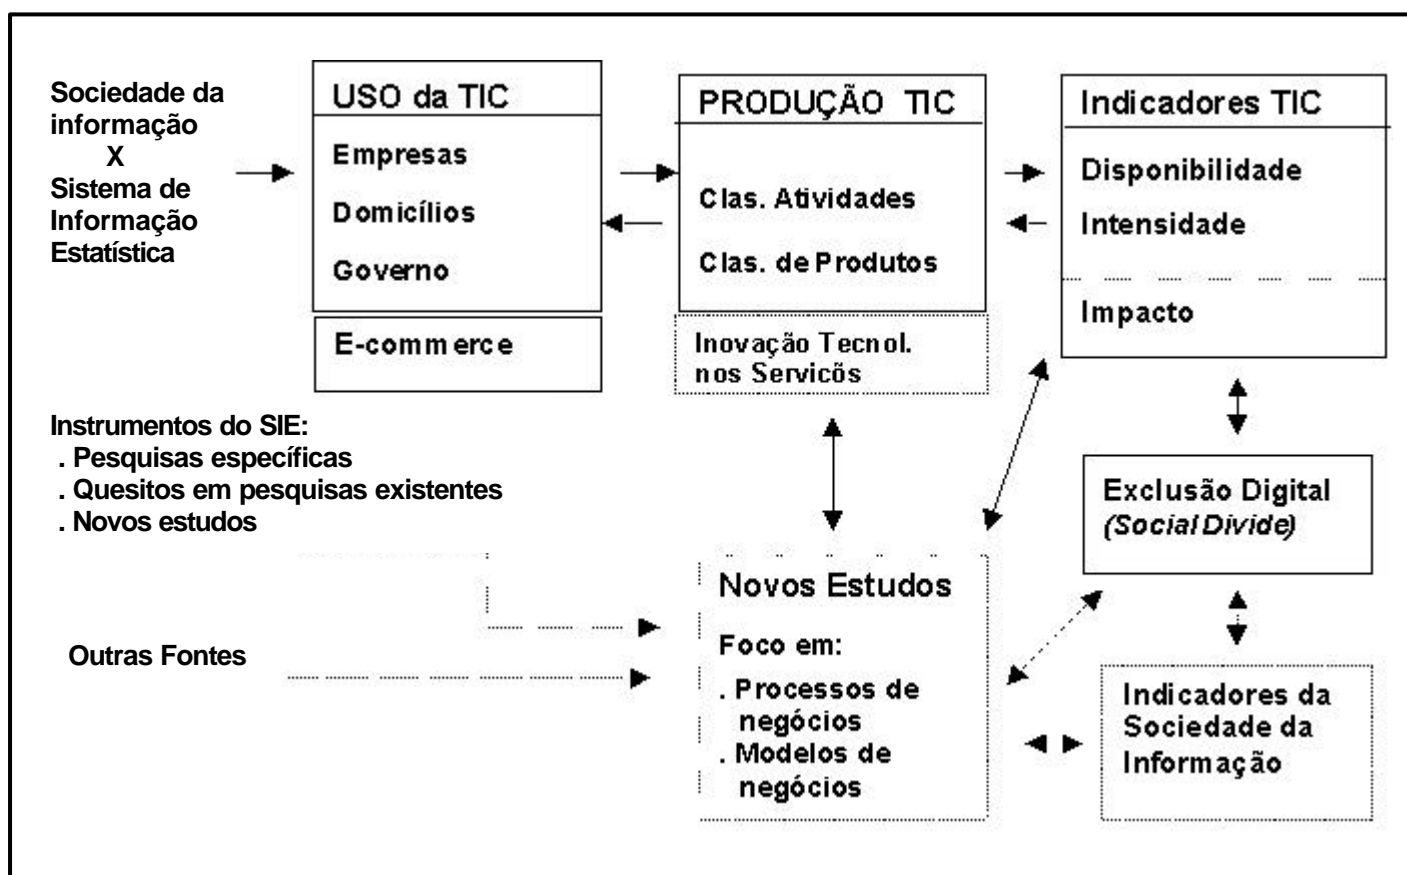 Sociedade da
informação
X
Sistema de
Informação
Estatística
USO da TIC
Empresas
Domicílios
Governo
E-commerce
PRODUÇÃO TIC
Clas. Atividades
Clas. de Produtos
Inovação Tecnol.
nos Servicõs
Indicadores TIC
Disponibilidade
Intensidade
Impacto
Instrumentos do SIE:
. Pesquisas específicas
. Quesitos em pesquisas existentes
. Novos estudos
Outras Fontes
Novos Estudos
Foco em:
. Processos de
negócios
. Modelos de
negócios
Exclusão Digital
(Social Divide)
Indicadores da
Sociedade da
Informação